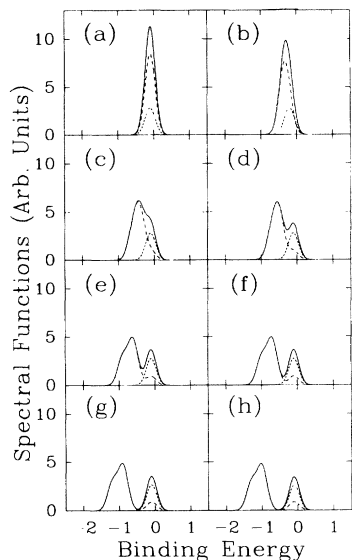 Spectral Functions (Arb. Units)
(a)
(b)
10
5
0
(c)
(d)
10
5
0
(e)
(f)
10
5
0
(g)
(h)
10
5
0
-2 -1 0 1 -2 -1 0 1
Binding Energy